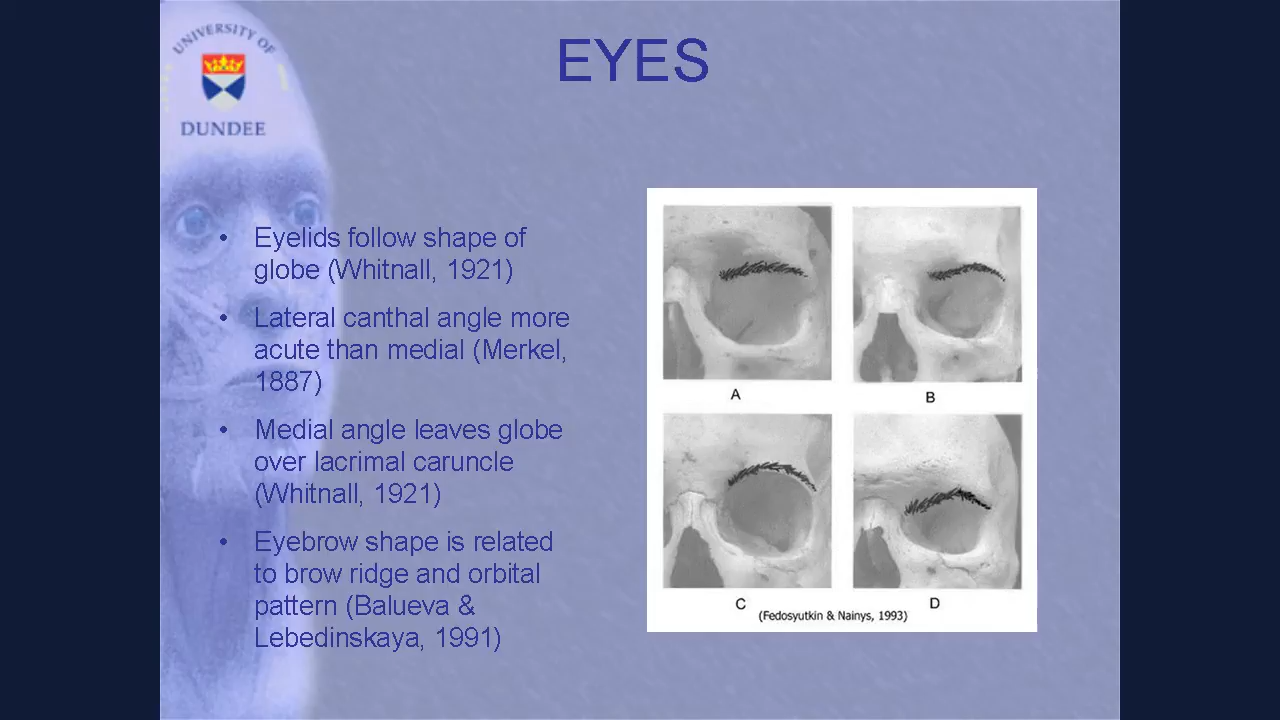 UNIVERSITY OF
DUNDEE
EYES
• Eyelids follow shape of
globe (Whitnall, 1921)
• Lateral canthal angle more
acute than medial (Merkel,
1887)
• Medial angle leaves globe
over lacrimal caruncle
(Whitnall, 1921)
• Eyebrow shape is related
to brow ridge and orbital
pattern (Balueva &
Lebedinskaya, 1991)
A
B
C
D
(Fedosyutkin & Nainys, 1993)